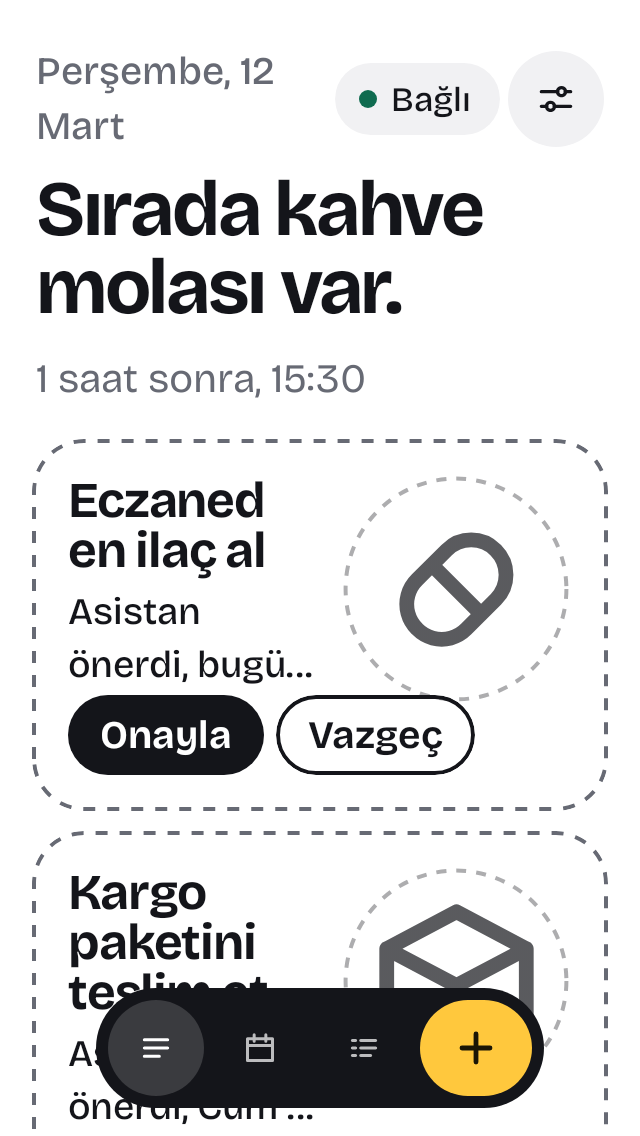 Perşembe, 12
Mart
Bağlı
Sırada kahve
molası var.
1 saat sonra, 15:30
Eczaned
en ilaç al
Asistan
önerdi, bugü...
Onayla
Vazgeç
Kargo
paketini